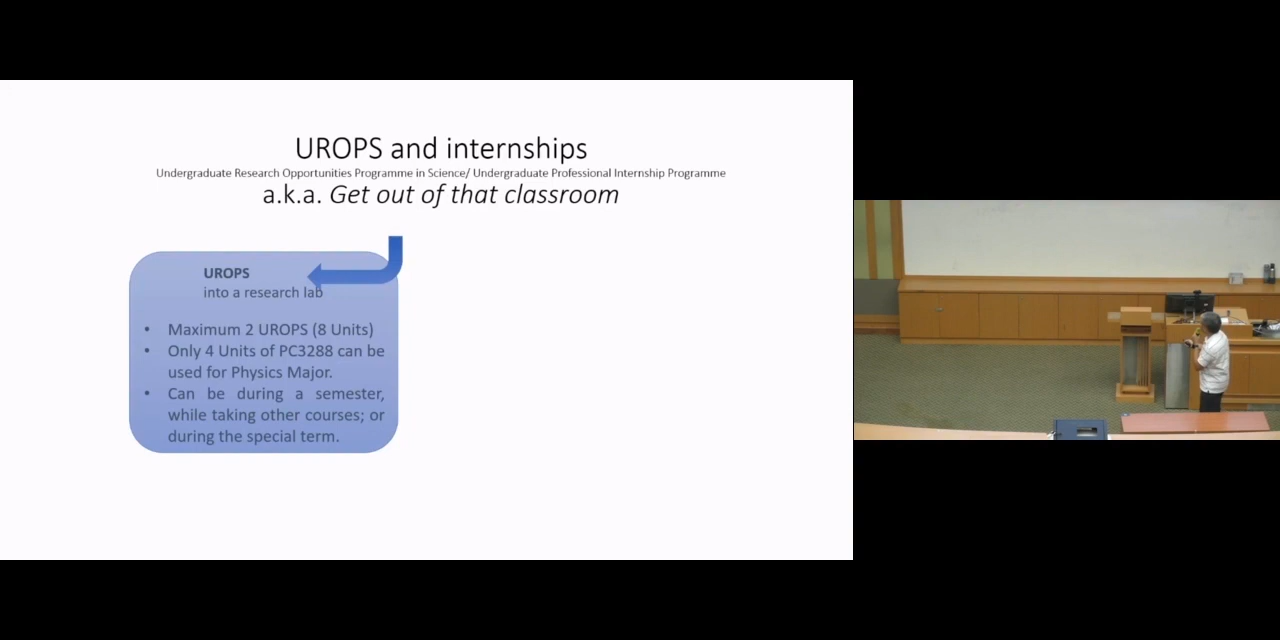 UROPS and internships
Undergraduate Research Opportunities Programme in Science/ Undergraduate Professional Internship Programme
a.k.a. Get out of that classroom
UROPS
into a research lab
• Maximum 2 UROPS (8 Units)
• Only 4 Units of PC3288 can be
used for Physics Major.
• Can be during a semester,
while taking other courses; or
during the special term.